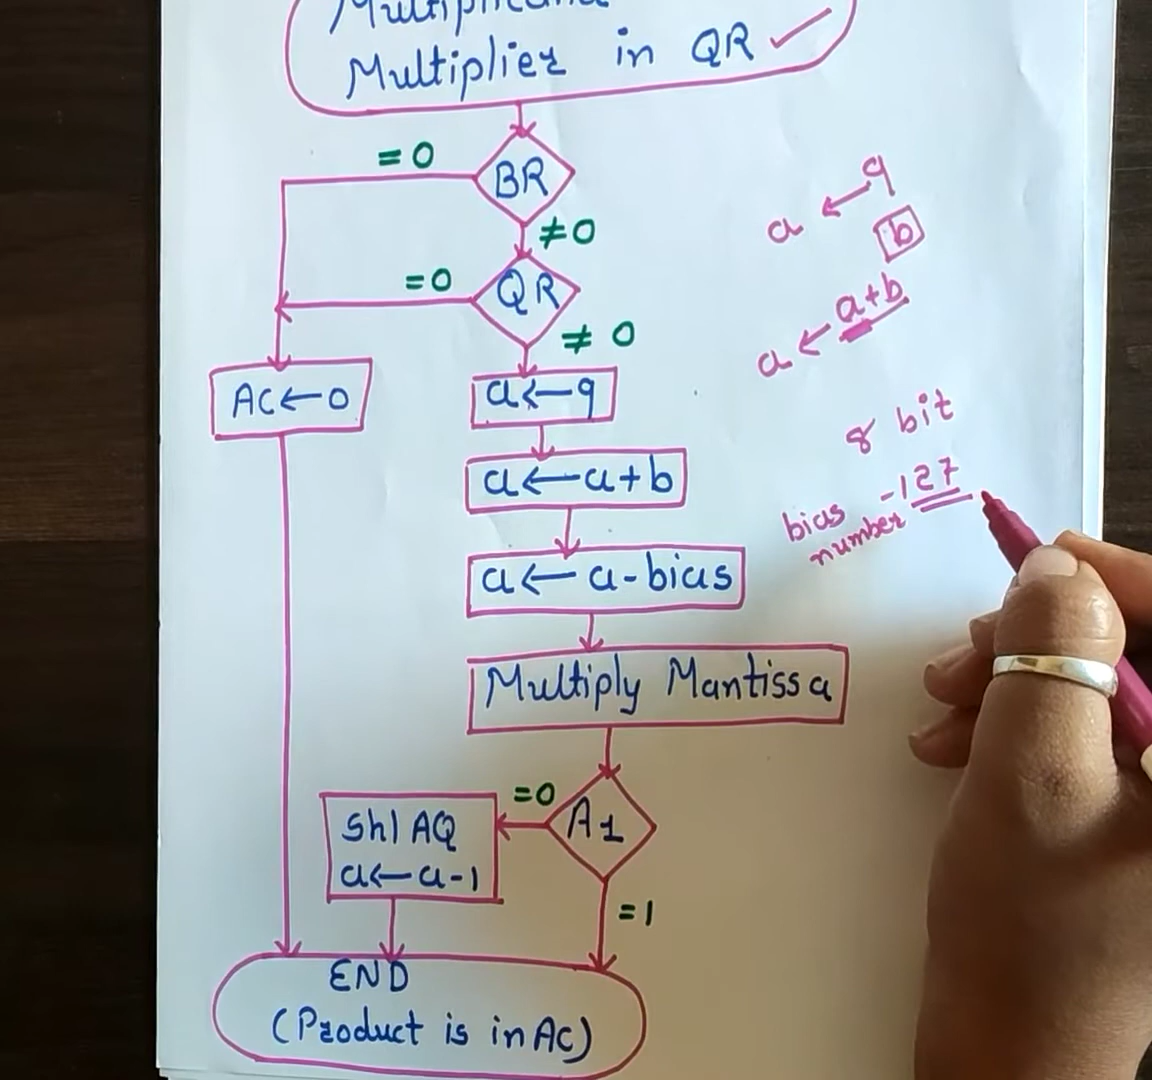 Multiplicand
Multiplier in QR ✓
=0
BR
≠0
=0
QR
≠ 0
AC←0
a←q
a←a+b
a←a-bias
Multiply Mantissa
=0
A1
Shl AQ
a←a-1
=1
END
(Product is in AC)
a ← q
b
a ← a+b
8 bit
bias -127
number